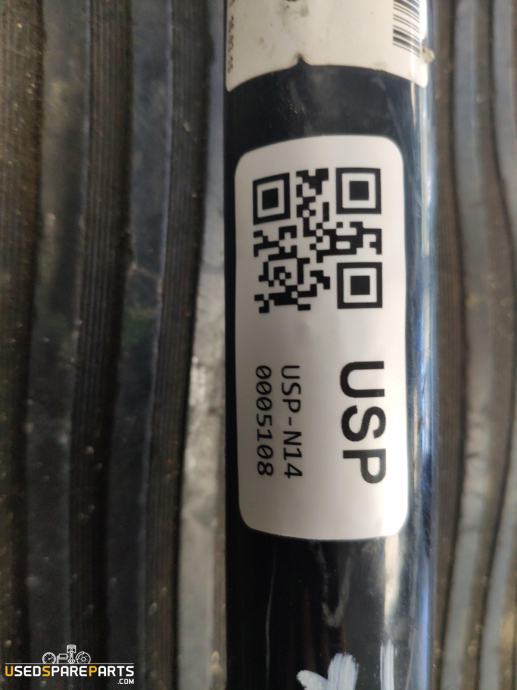 USP
USP-N14
0005108
USEDSPAREPARTS
.COM